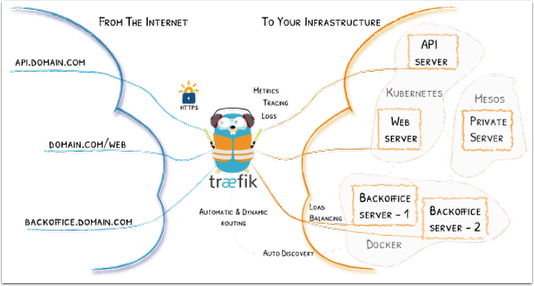 From The Internet
To Your Infrastructure
api.domain.com
HTTPS
Metrics
Tracing
Logs
API
server
Kubernetes
Mesos
domain.com/web
Web
server
Private
Server
træfik
Automatic & Dynamic
routing
Load
Balancing
backoffice.domain.com
Backoffice
server - 1
Backoffice
server - 2
Docker
Auto Discovery